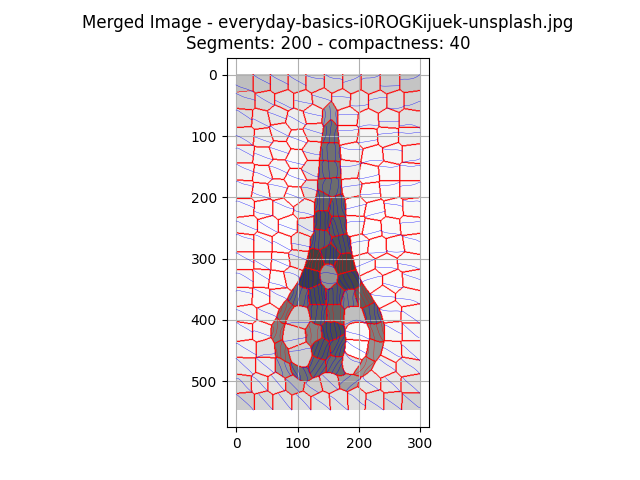 Merged Image - everyday-basics-i0ROGKijuek-unsplash.jpg
Segments: 200 - compactness: 40
0
100
200
300
400
500
0 100 200 300